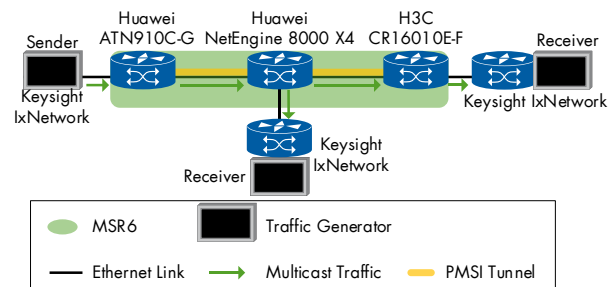 Huawei
ATN910C-G
Huawei
NetEngine 8000 X4
H3C
CR16010E-F
Sender
Receiver
Keysight
IxNetwork
Keysight
IxNetwork
Keysight
IxNetwork
Receiver
MSR6
Traffic Generator
Ethernet Link
Multicast Traffic
PMSI Tunnel